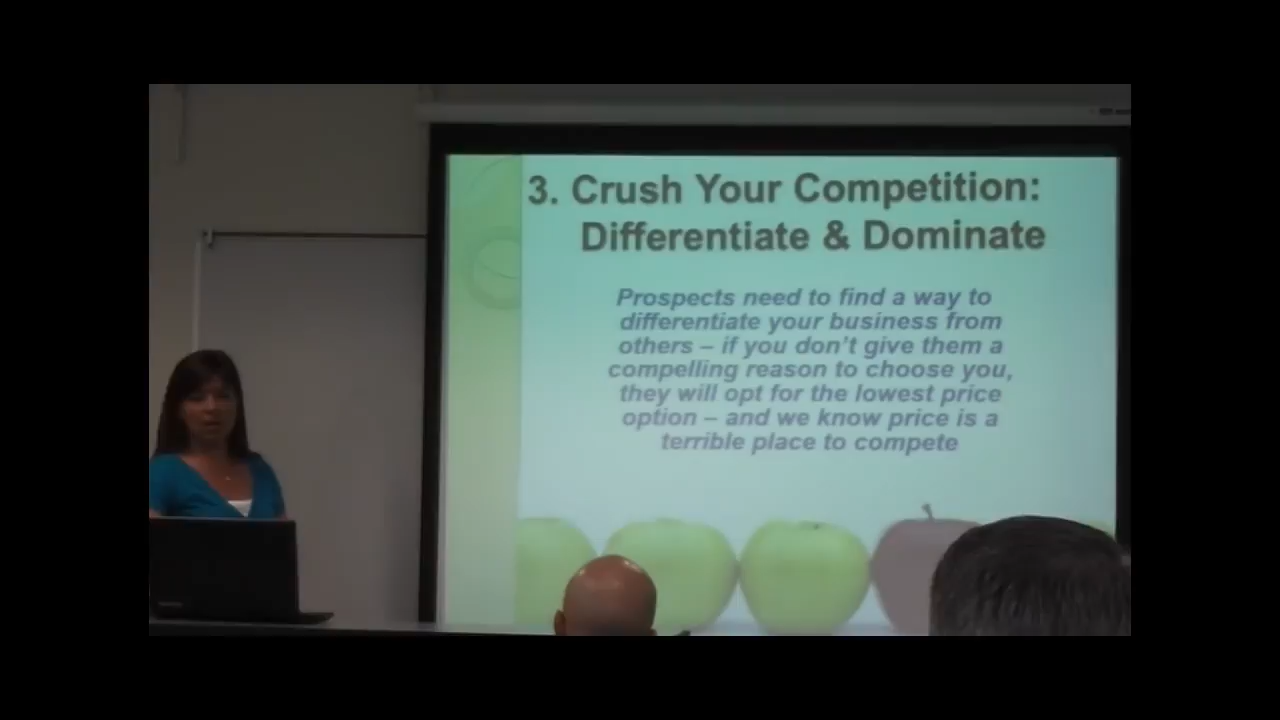 3. Crush Your Competition:
Differentiate & Dominate
Prospects need to find a way to
differentiate your business from
others – if you don't give them a
compelling reason to choose you,
they will opt for the lowest price
option – and we know price is a
terrible place to compete